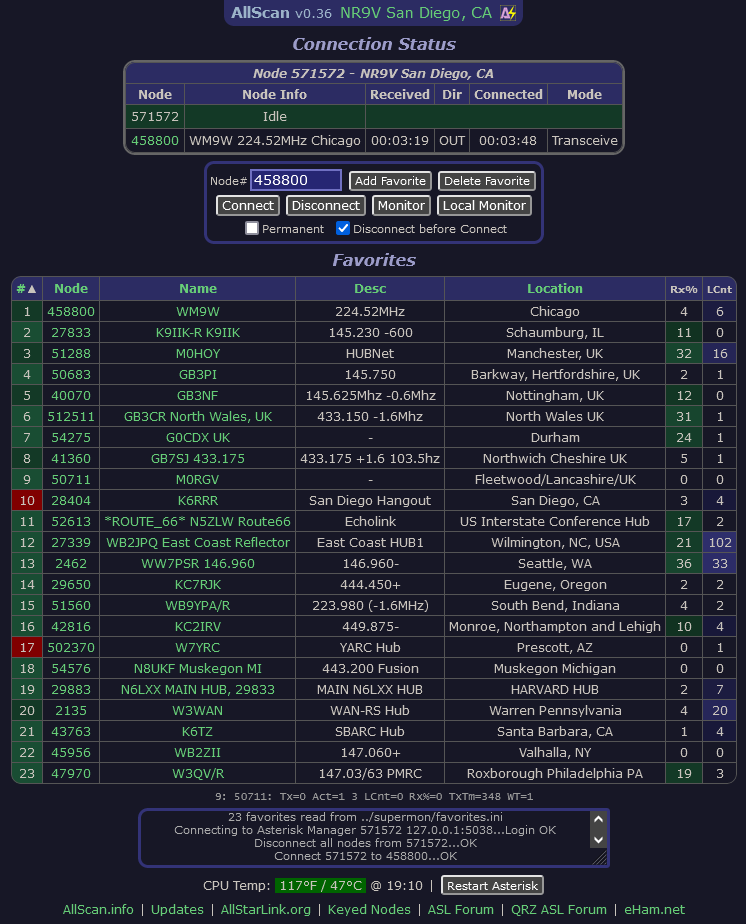 AllScan v0.36 NR9V San Diego, CA
Connection Status
Node 571572 - NR9V San Diego, CA
Node Node Info Received Dir Connected Mode
571572 Idle
458800 WM9W 224.52MHz Chicago 00:03:19 OUT 00:03:48 Transceive
Node# 458800 Add Favorite Delete Favorite
Connect Disconnect Monitor Local Monitor
Permanent Disconnect before Connect
Favorites
#▲ Node Name Desc Location Rx% LCnt
1 458800 WM9W 224.52MHz Chicago 4 6
2 27833 K9IIK-R K9IIK 145.230 -600 Schaumburg, IL 11 0
3 51288 M0HOY HUBNet Manchester, UK 32 16
4 50683 GB3PI 145.750 Barkway, Hertfordshire, UK 2 1
5 40070 GB3NF 145.625Mhz -0.6Mhz Nottingham, UK 12 0
6 512511 GB3CR North Wales, UK 433.150 -1.6Mhz North Wales UK 31 1
7 54275 G0CDX UK - Durham 24 1
8 41360 GB7SJ 433.175 433.175 +1.6 103.5hz Northwich Cheshire UK 5 1
9 50711 M0RGV - Fleetwood/Lancashire/UK 0 0
10 28404 K6RRR San Diego Hangout San Diego, CA 3 4
11 52613 *ROUTE_66* N5ZLW Route66 Echolink US Interstate Conference Hub 17 2
12 27339 WB2JPQ East Coast Reflector East Coast HUB1 Wilmington, NC, USA 21 102
13 2462 WW7PSR 146.960 146.960- Seattle, WA 36 33
14 29650 KC7RJK 444.450+ Eugene, Oregon 2 2
15 51560 WB9YPA/R 223.980 (-1.6MHz) South Bend, Indiana 4 2
16 42816 KC2IRV 449.875- Monroe, Northampton and Lehigh 10 4
17 502370 W7YRC YARC Hub Prescott, AZ 0 1
18 54576 N8UKF Muskegon MI 443.200 Fusion Muskegon Michigan 0 0
19 29883 N6LXX MAIN HUB, 29833 MAIN N6LXX HUB HARVARD HUB 2 7
20 2135 W3WAN WAN-RS Hub Warren Pennsylvania 4 20
21 43763 K6TZ SBARC Hub Santa Barbara, CA 1 4
22 45956 WB2ZII 147.060+ Valhalla, NY 0 0
23 47970 W3QV/R 147.03/63 PMRC Roxborough Philadelphia PA 19 3
9: 50711: Tx=0 Act=1 3 LCnt=0 Rx%=0 TxTm=348 WT=1
23 favorites read from ../supermon/favorites.ini
Connecting to Asterisk Manager 571572 127.0.0.1:5038...Login OK
Disconnect all nodes from 571572...OK
Connect 571572 to 458800...OK
CPU Temp: 117°F / 47°C @ 19:10 | Restart Asterisk
AllScan.info | Updates | AllStarLink.org | Keyed Nodes | ASL Forum | QRZ ASL Forum | eHam.net